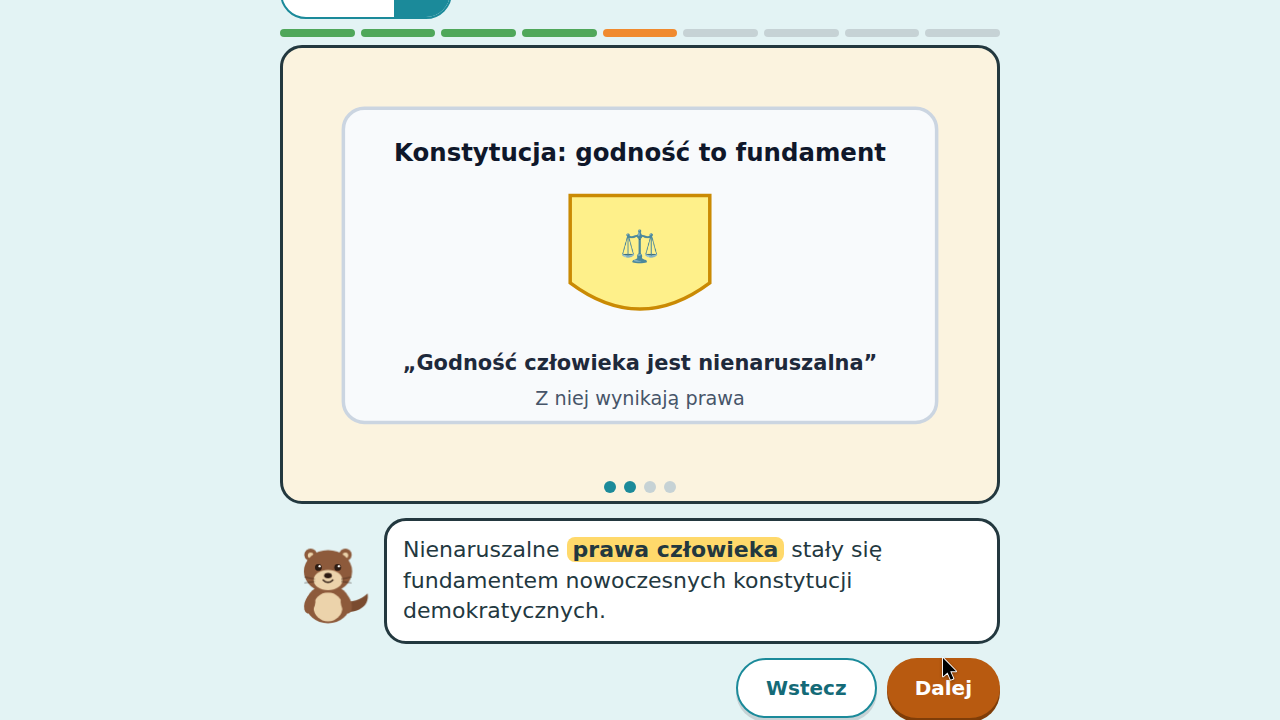 Konstytucja: godność to fundament
„Godność człowieka jest nienaruszalna”
Z niej wynikają prawa
Nienaruszalne prawa człowieka stały się
fundamentem nowoczesnych konstytucji
demokratycznych.
Wstecz
Dalej